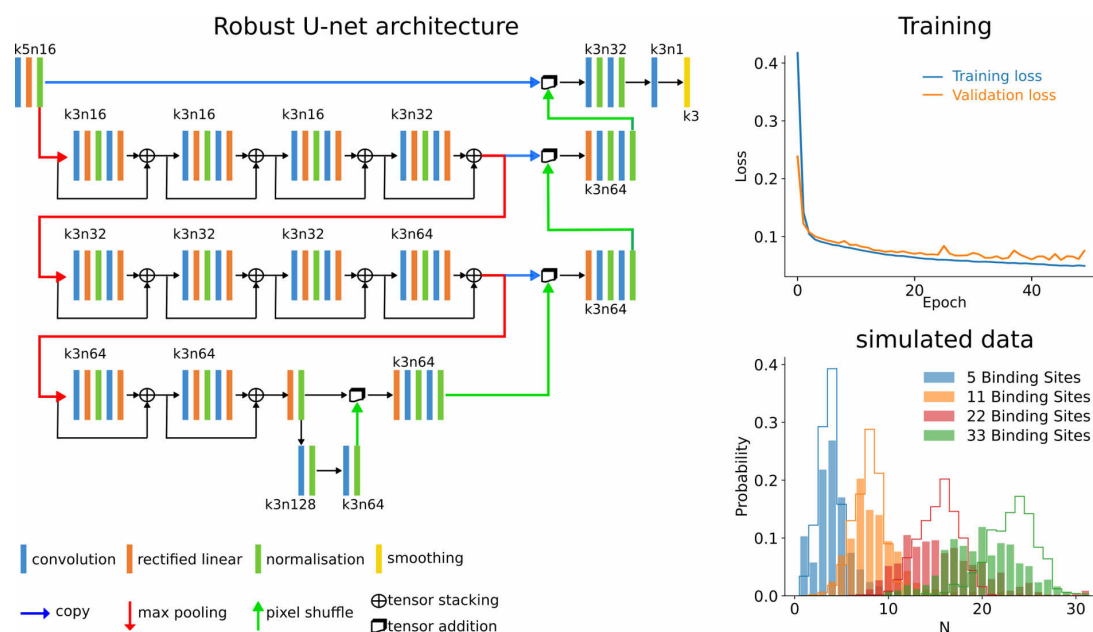 Robust U-net architecture
k5n16
k3n32
k3n1
k3
k3n16
k3n16
k3n16
k3n32
k3n64
k3n32
k3n32
k3n32
k3n64
k3n64
k3n64
k3n64
k3n64
k3n128
k3n64
convolution
rectified linear
normalisation
smoothing
copy
max pooling
pixel shuffle
tensor stacking
tensor addition
Training
Training loss
Validation loss
0.4
0.3
0.2
0.1
Loss
0
20
40
Epoch
simulated data
5 Binding Sites
11 Binding Sites
22 Binding Sites
33 Binding Sites
0.4
0.3
0.2
0.1
0.0
Probability
0
10
20
30
N